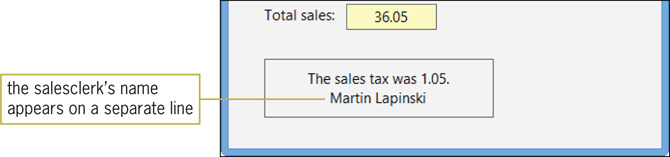 Total sales: 36.05
The sales tax was 1.05.
the salesclerk's name
appears on a separate line
Martin Lapinski